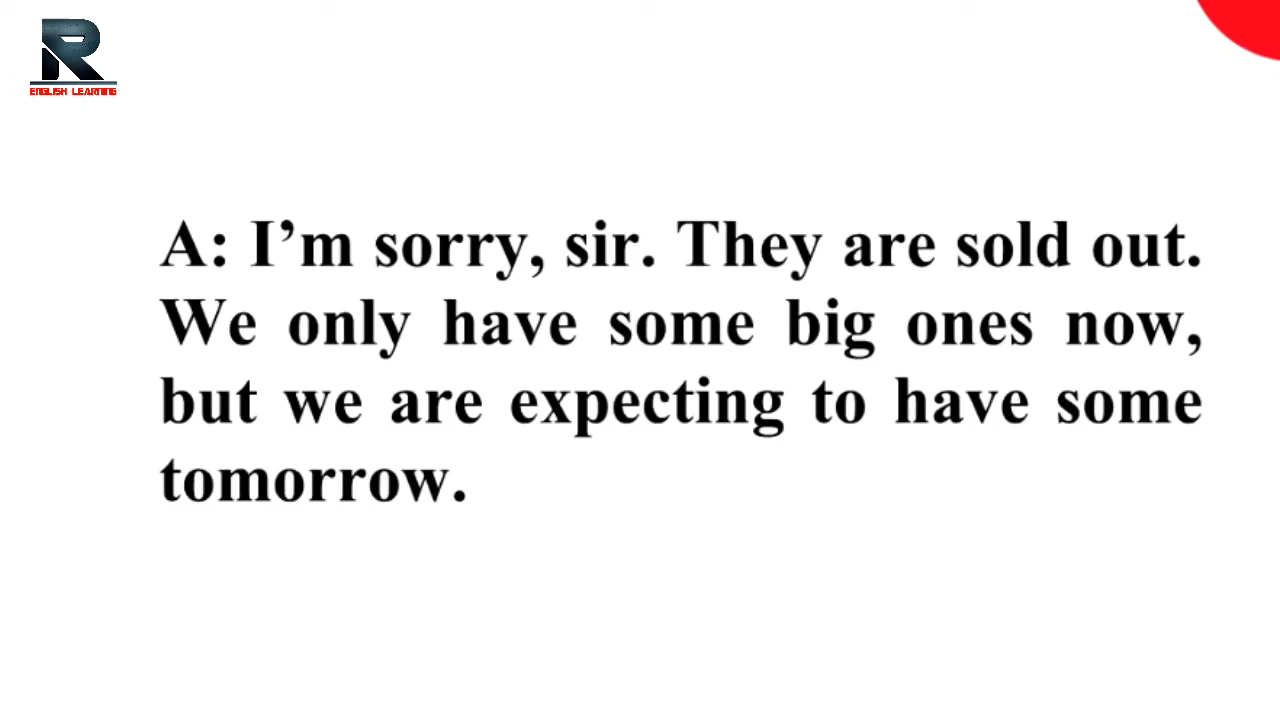 R
ENGLISH LEARNING
A: I’m sorry, sir. They are sold out.
We only have some big ones now,
but we are expecting to have some
tomorrow.